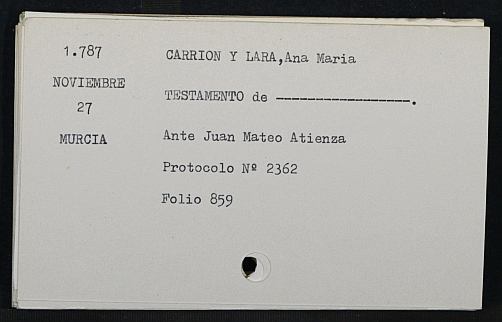 1.787
NOVIEMBRE
27
MURCIA
CARRION Y LARA,Ana Maria
TESTAMENTO de -----------------.
Ante Juan Mateo Atienza
Protocolo Nº 2362
Folio 859